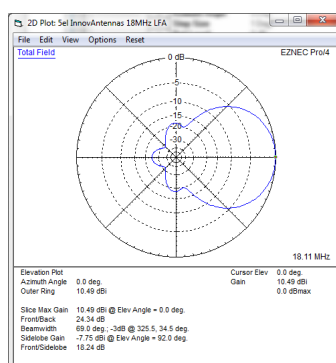 2D Plot: 5el InnovAntennas 18MHz LFA
File Edit View Options Reset
Total Field
EZNEC Pro/4
0 dB
-5
-10
-15
-20
-30
18.11 MHz
Elevation Plot
Azimuth Angle 0.0 deg.
Outer Ring 10.49 dBi
Cursor Elev 0.0 deg.
Gain 10.49 dBi
0.0 dBmax
Slice Max Gain 10.49 dBi @ Elev Angle = 0.0 deg.
Front/Back 24.34 dB
Beamwidth 69.0 deg.; -3dB @ 325.5, 34.5 deg.
Sidelobe Gain -7.75 dBi @ Elev Angle = 92.0 deg.
Front/Sidelobe 18.24 dB